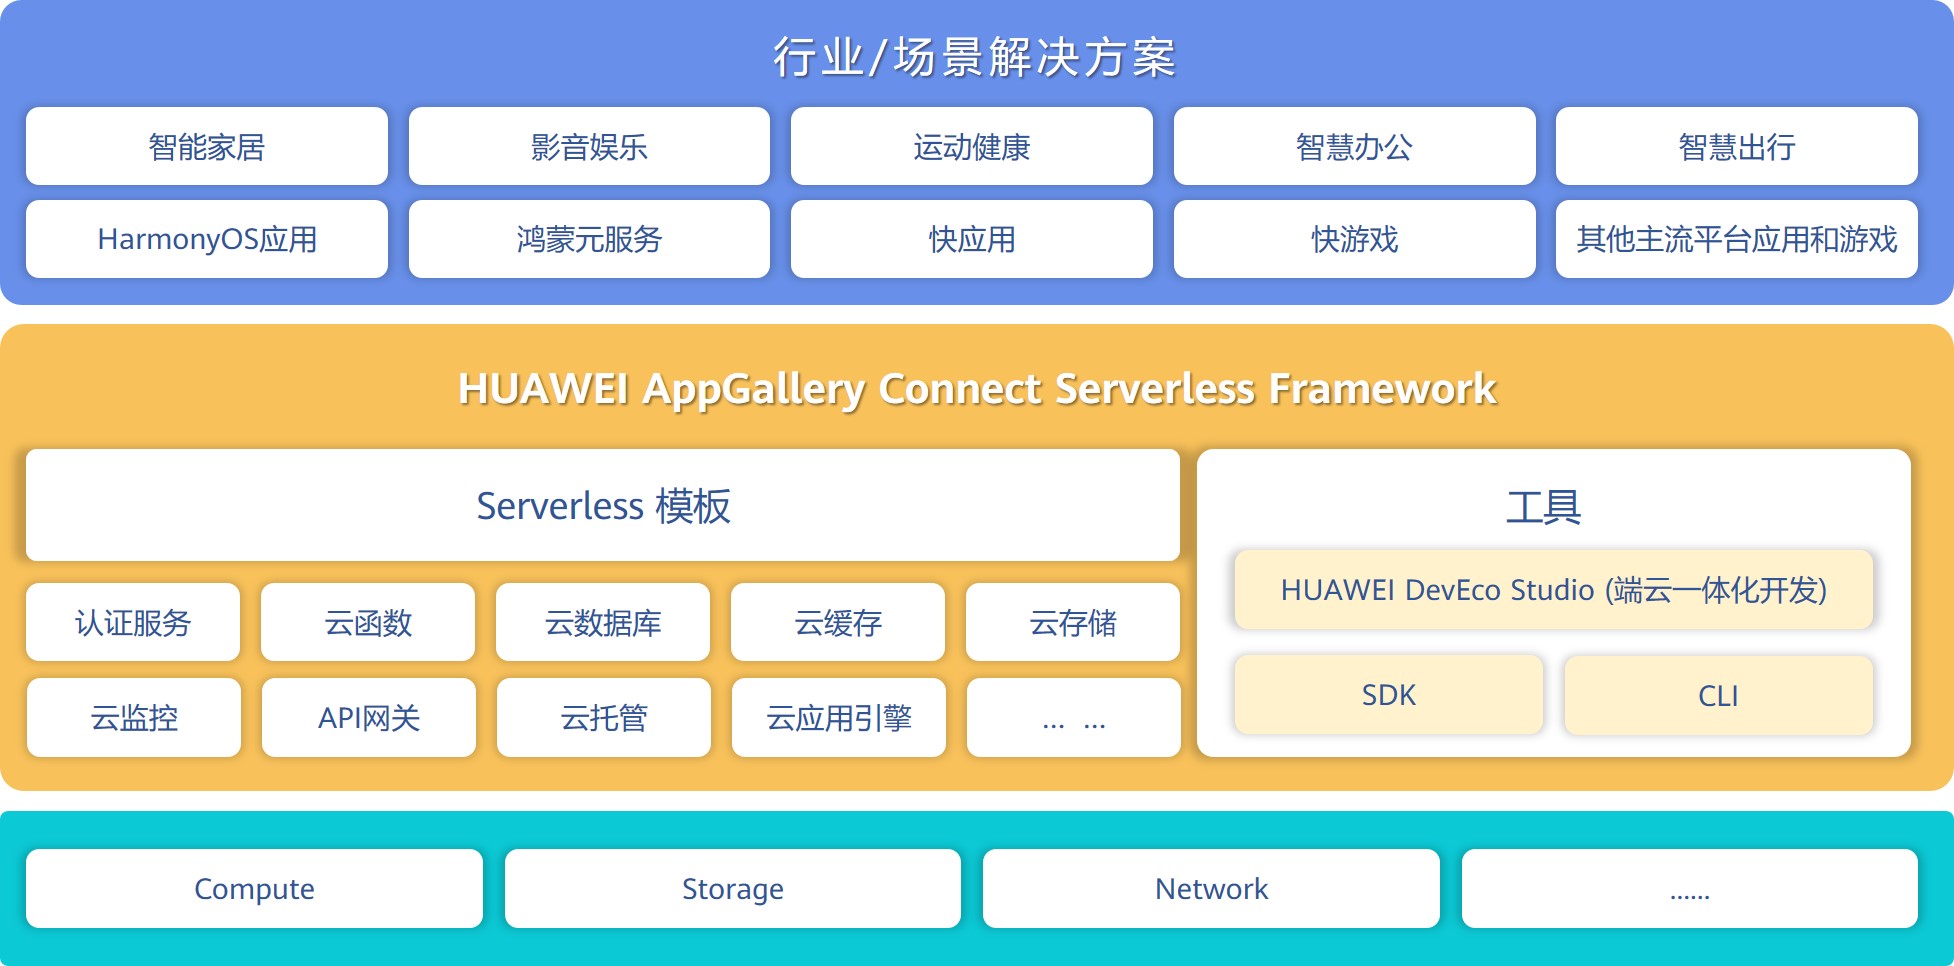 行业/场景解决方案
智能家居
影音娱乐
运动健康
智慧办公
智慧出行
HarmonyOS应用
鸿蒙元服务
快应用
快游戏
其他主流平台应用和游戏
HUAWEI AppGallery Connect Serverless Framework
Serverless 模板
认证服务
云函数
云数据库
云缓存
云存储
云监控
API网关
云托管
云应用引擎
... ...
工具
HUAWEI DevEco Studio (端云一体化开发)
SDK
CLI
Compute
Storage
Network
......